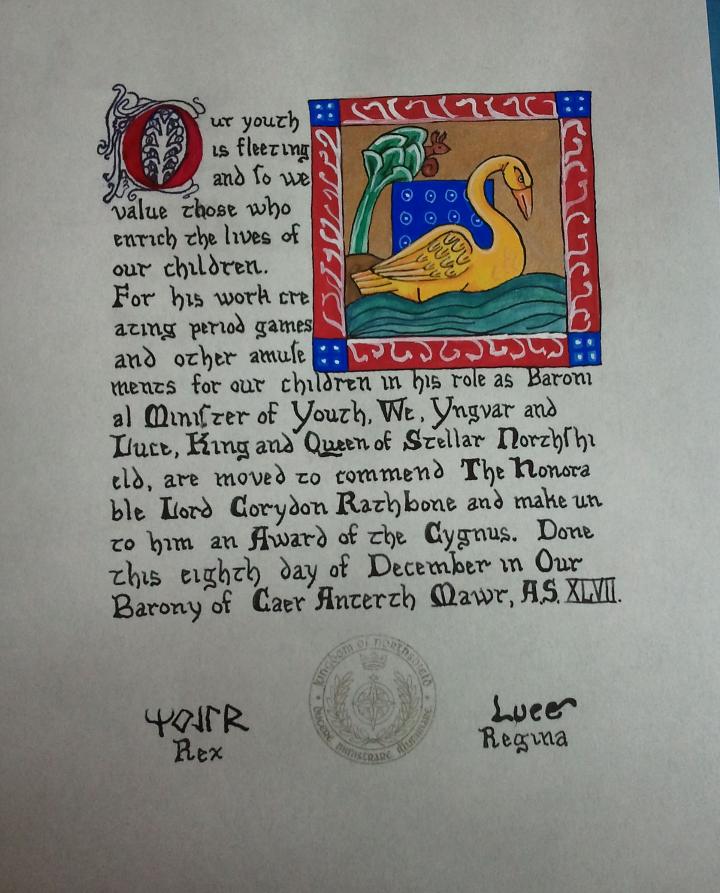 Our youth
is fleeting
and so we
value those who
enrich the lives of
our children.
For his work cre
ating period games
and other amuse
ments for our children in his role as Baroni
al Minister of Youth, We, Yngvar and
Luce, King and Queen of Stellar Northshi
eld, are moved to commend The Honora
ble Lord Corydon Rathbone and make un
to him an Award of the Cygnus. Done
this eighth day of December in Our
Barony of Caer Anterth Mawr, A.S. XLVII.
kingdom of northshield
ministrare
Rex
Luce
Regina